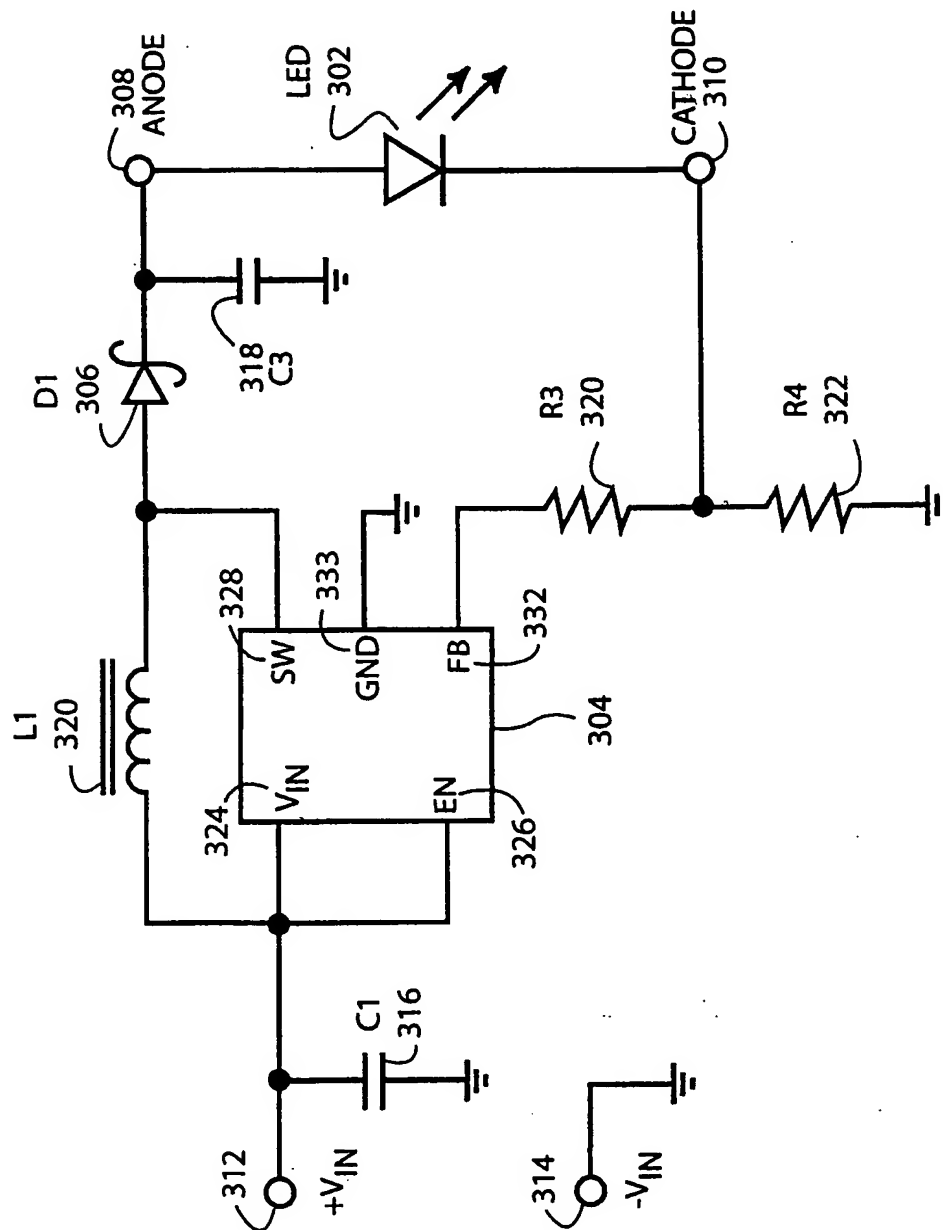 L1
320
D1
306
308
ANODE
318
C3
LED
302
324
VIN
SW
328
GND
333
EN
326
FB
332
304
C1
316
312
+VIN
314
-VIN
R3
320
R4
322
CATHODE
310